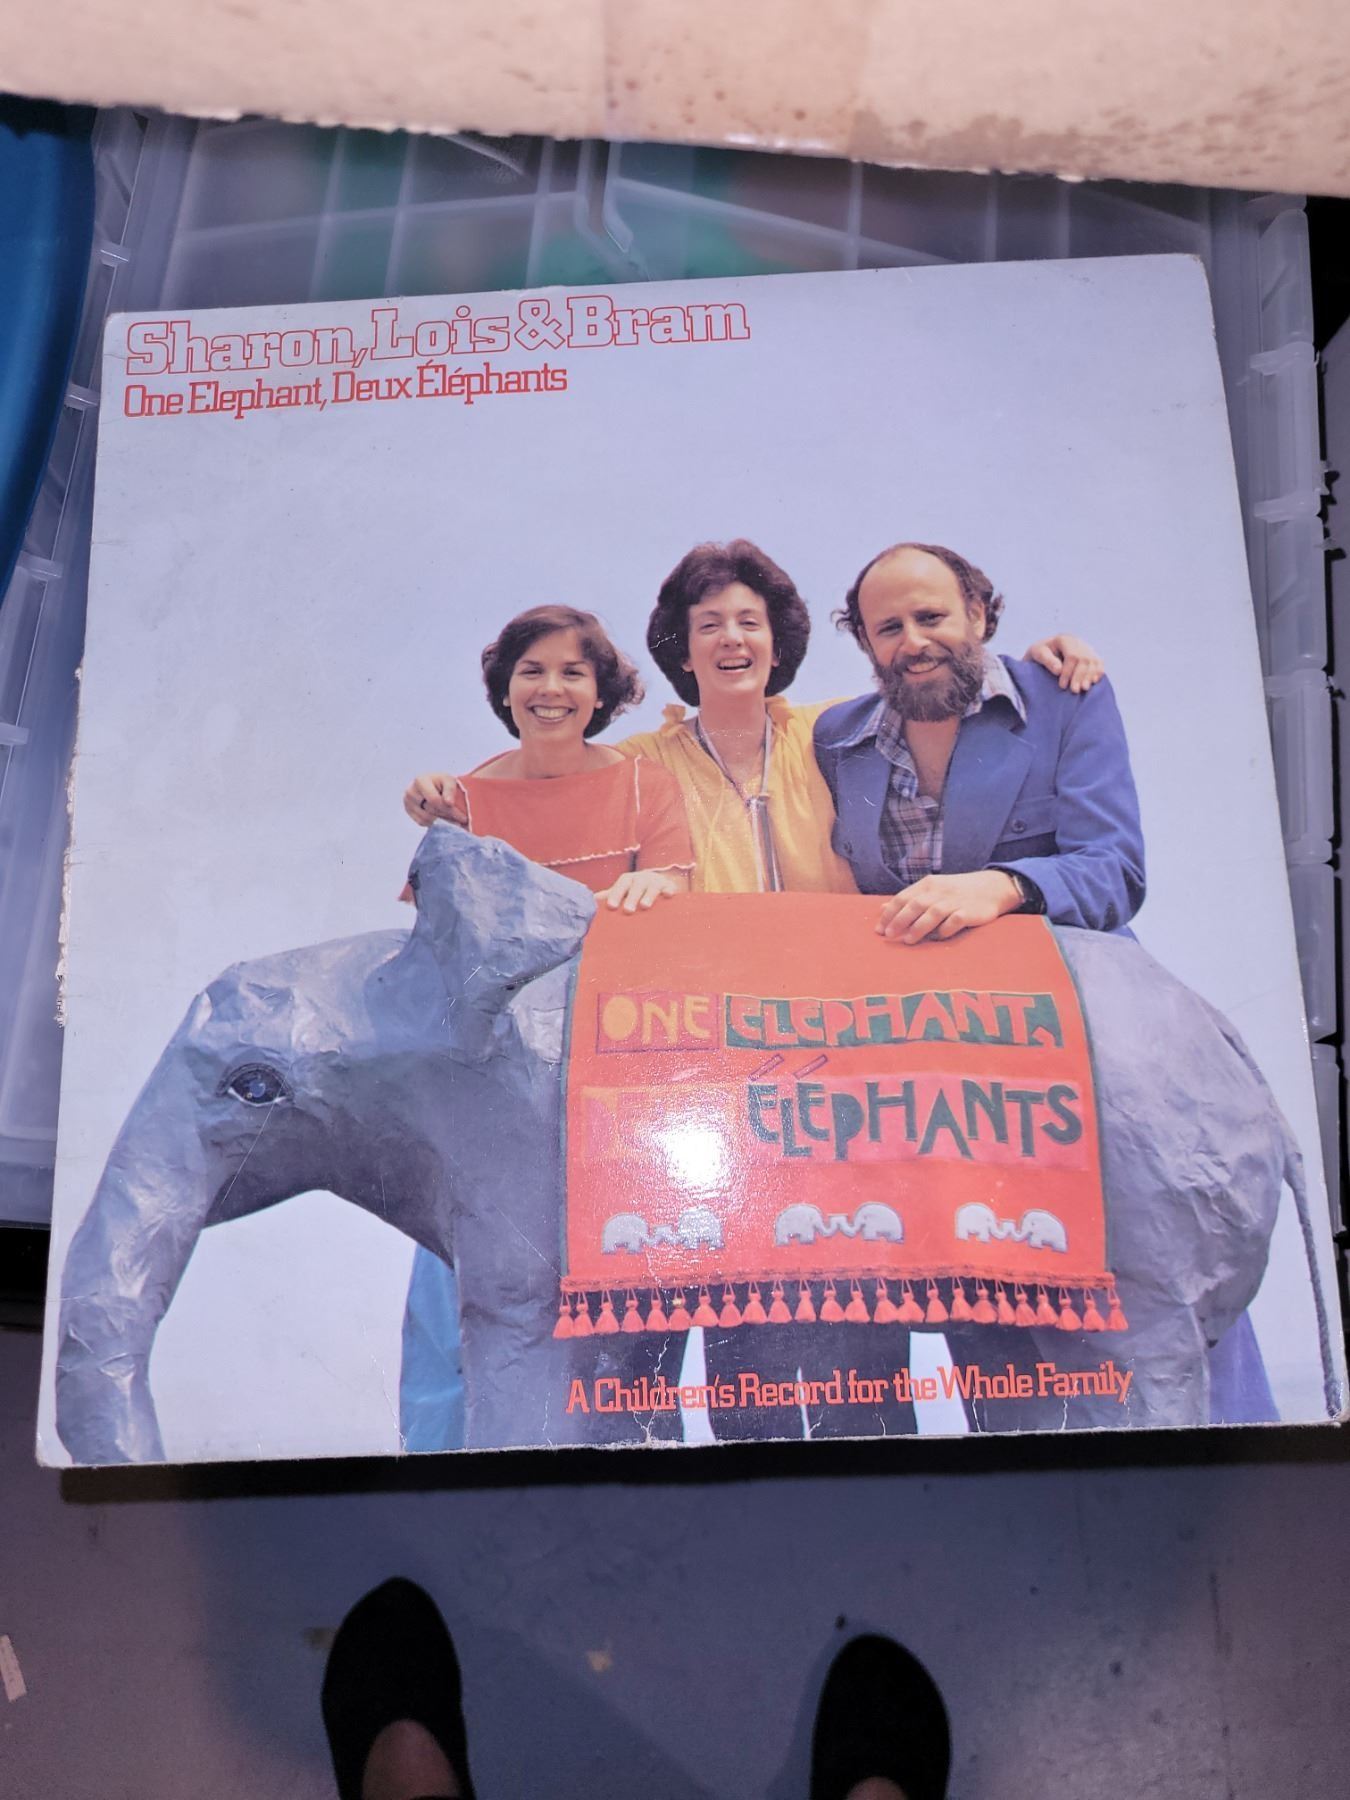 Sharon, Lois & Bram
One Elephant, Deux Éléphants
ONE ELEPHANT,
ÉLÉPHANTS
A Children's Record for the Whole Family